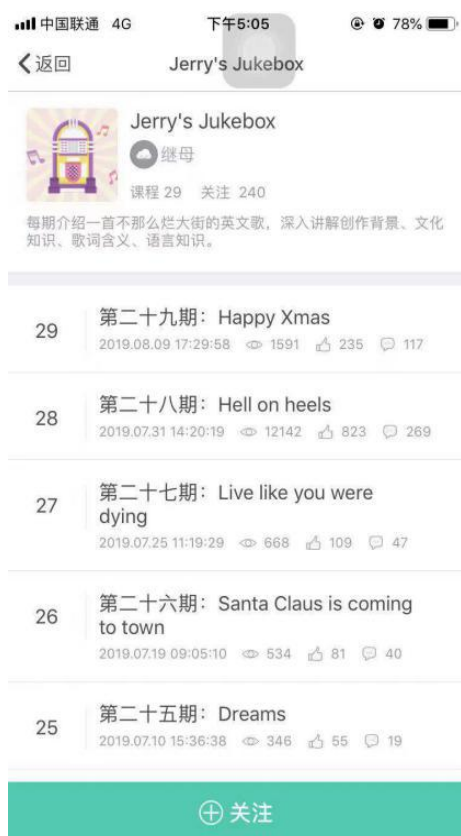 中国联通 4G 下午5:05 78%
返回 Jerry's Jukebox
Jerry's Jukebox
继母
课程 29 关注 240
每期介绍一首不那么烂大街的英文歌，深入讲解创作背景、文化
知识、歌词含义、语言知识。
29
第二十九期：Happy Xmas
2019.08.09 17:29:58 1591 235 117
28
第二十八期：Hell on heels
2019.07.31 14:20:19 12142 823 269
27
第二十七期：Live like you were
dying
2019.07.25 11:19:29 668 109 47
26
第二十六期：Santa Claus is coming
to town
2019.07.19 09:05:10 534 81 40
25
第二十五期：Dreams
2019.07.10 15:36:38 346 55 19
关注